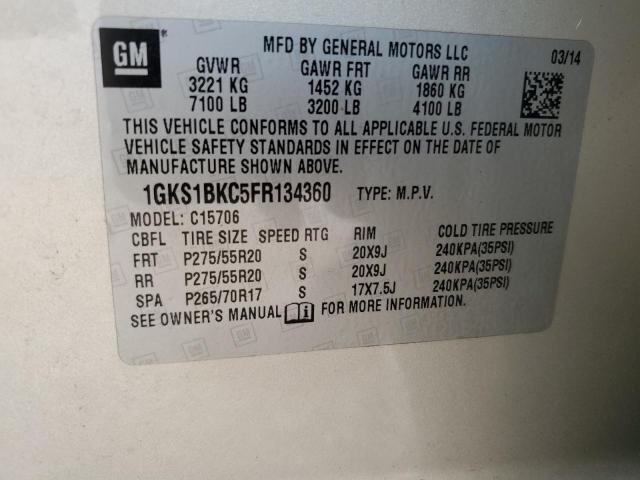 GM MFD BY GENERAL MOTORS LLC 03/14
GVWR GAWR FRT GAWR RR
3221 KG 1452 KG 1860 KG
7100 LB 3200 LB 4100 LB
THIS VEHICLE CONFORMS TO ALL APPLICABLE U.S. FEDERAL MOTOR
VEHICLE SAFETY STANDARDS IN EFFECT ON THE DATE OF
MANUFACTURE SHOWN ABOVE.
1GKS1BKC5FR134360 TYPE: M.P.V.
MODEL: C15706
CBFL TIRE SIZE SPEED RTG RIM COLD TIRE PRESSURE
FRT P275/55R20 S 20X9J 240KPA(35PSI)
RR P275/55R20 S 20X9J 240KPA(35PSI)
SPA P265/70R17 S 17X7.5J 240KPA(35PSI)
SEE OWNER'S MANUAL FOR MORE INFORMATION.